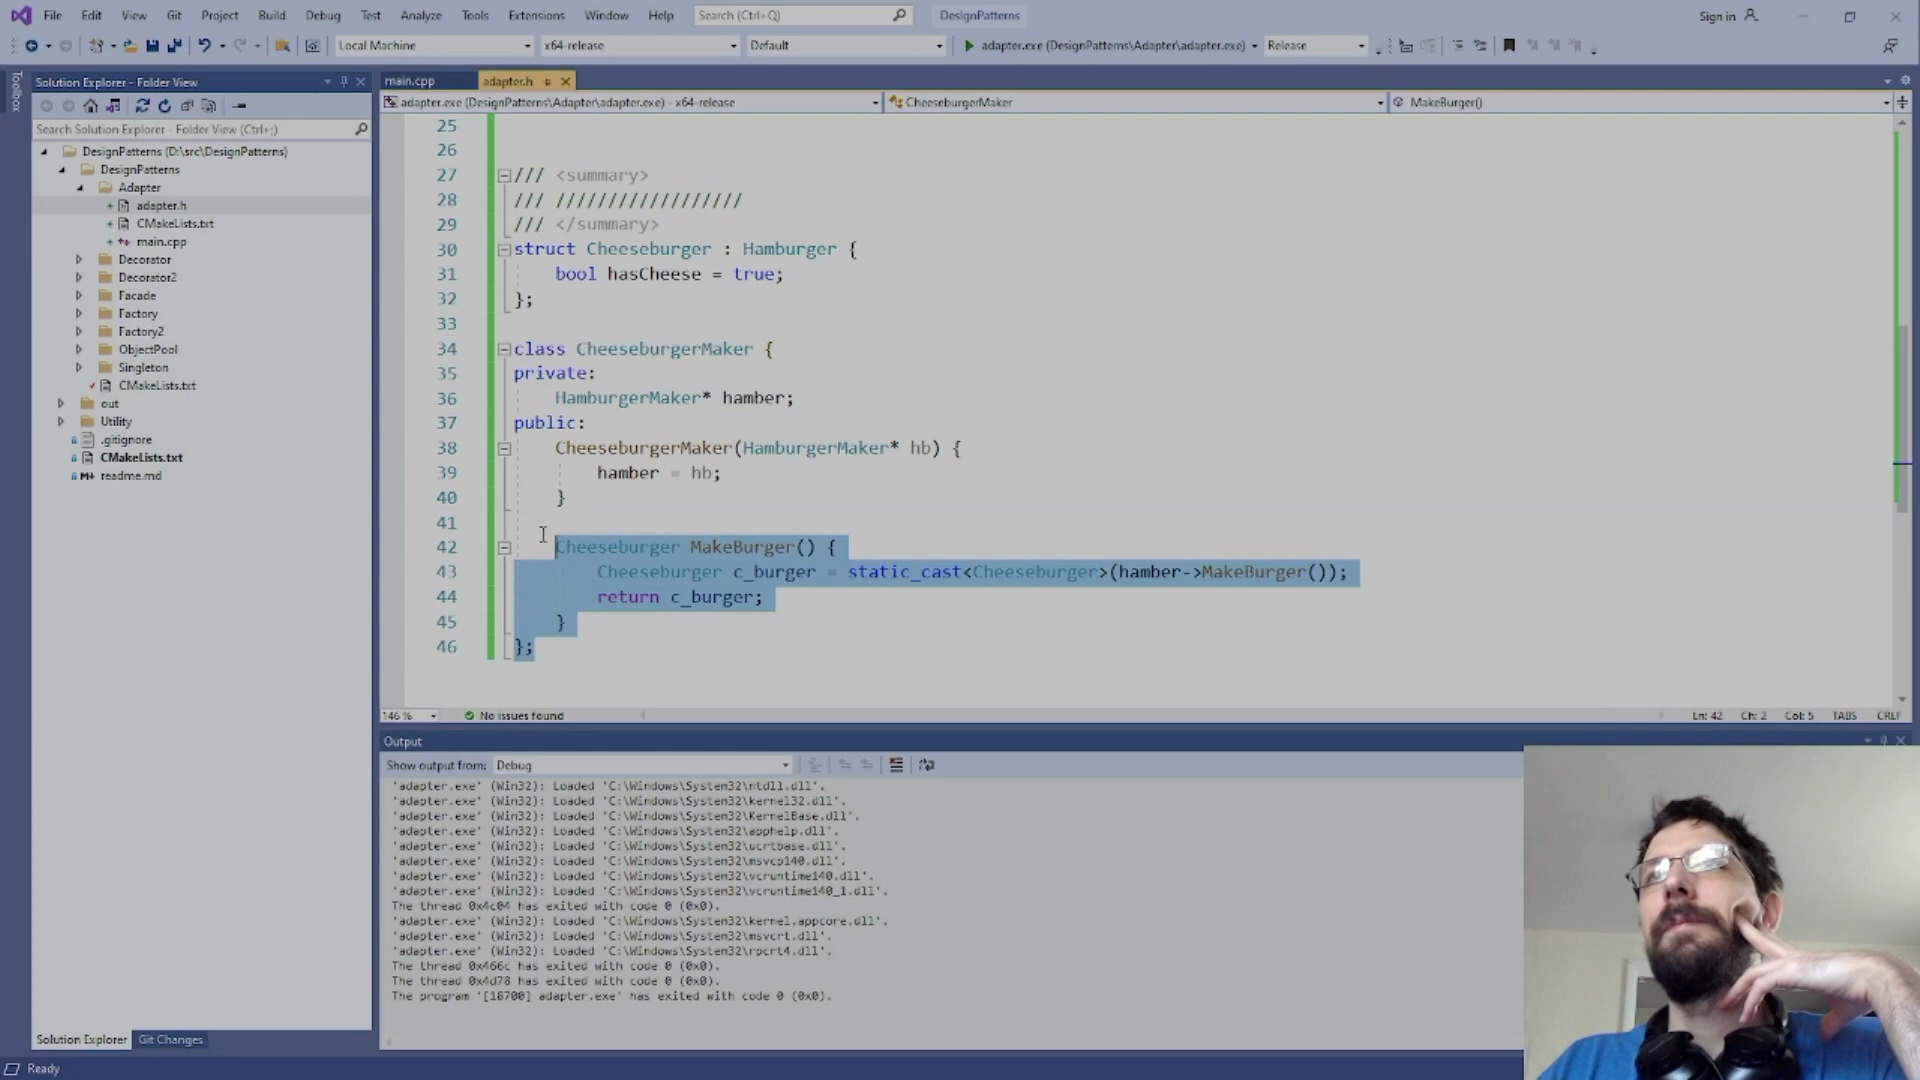 File Edit View Git Project Build Debug Test Analyze Tools Extensions Window Help Search (Ctrl+Q) DesignPatterns Sign in
Local Machine x64-release Default adapter.exe (DesignPatterns\Adapter\adapter.exe) Release
Toolbox
Solution Explorer - Folder View
Search Solution Explorer - Folder View (Ctrl+;)
DesignPatterns (D:\src\DesignPatterns)
DesignPatterns
Adapter
adapter.h
CMakeLists.txt
main.cpp
Decorator
Decorator2
Facade
Factory
Factory2
ObjectPool
Singleton
CMakeLists.txt
out
Utility
.gitignore
CMakeLists.txt
readme.md
Solution Explorer Git Changes
main.cpp adapter.h
adapter.exe (DesignPatterns\Adapter\adapter.exe) - x64-release CheeseburgerMaker MakeBurger()
25
26
27 /// <summary>
28 /// //////////////////
29 /// </summary>
30 struct Cheeseburger : Hamburger {
31 bool hasCheese = true;
32 };
33
34 class CheeseburgerMaker {
35 private:
36 HamburgerMaker* hamber;
37 public:
38 CheeseburgerMaker(HamburgerMaker* hb) {
39 hamber = hb;
40 }
41
42 Cheeseburger MakeBurger() {
43 Cheeseburger c_burger = static_cast<Cheeseburger>(hamber->MakeBurger());
44 return c_burger;
45 }
46 };
146 % No issues found Ln: 42 Ch: 2 Col: 5 TABS CRLF
Output
Show output from: Debug
'adapter.exe' (Win32): Loaded 'C:\Windows\System32\ntdll.dll'.
'adapter.exe' (Win32): Loaded 'C:\Windows\System32\kernel32.dll'.
'adapter.exe' (Win32): Loaded 'C:\Windows\System32\KernelBase.dll'.
'adapter.exe' (Win32): Loaded 'C:\Windows\System32\apphelp.dll'.
'adapter.exe' (Win32): Loaded 'C:\Windows\System32\ucrtbase.dll'.
'adapter.exe' (Win32): Loaded 'C:\Windows\System32\msvcp140.dll'.
'adapter.exe' (Win32): Loaded 'C:\Windows\System32\vcruntime140.dll'.
'adapter.exe' (Win32): Loaded 'C:\Windows\System32\vcruntime140_1.dll'.
The thread 0x4c04 has exited with code 0 (0x0).
'adapter.exe' (Win32): Loaded 'C:\Windows\System32\kernel.appcore.dll'.
'adapter.exe' (Win32): Loaded 'C:\Windows\System32\msvcrt.dll'.
'adapter.exe' (Win32): Loaded 'C:\Windows\System32\rpcrt4.dll'.
The thread 0x466c has exited with code 0 (0x0).
The thread 0x4d78 has exited with code 0 (0x0).
The program '[18700] adapter.exe' has exited with code 0 (0x0).
Ready